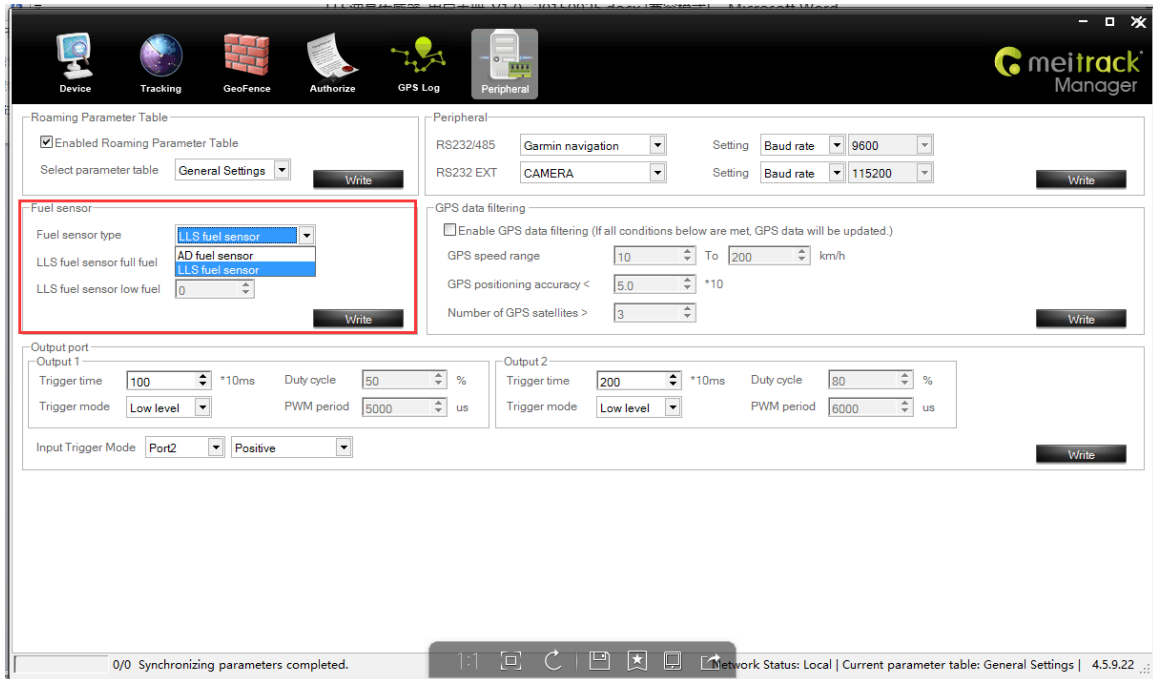 Device
Tracking
GeoFence
Authorize
GPS Log
Peripheral
meitrack
Manager
Roaming Parameter Table
Enabled Roaming Parameter Table
Select parameter table General Settings
Write
Peripheral
RS232/485 Garmin navigation Setting Baud rate 9600
RS232 EXT CAMERA Setting Baud rate 115200
Write
Fuel sensor
Fuel sensor type LLS fuel sensor
AD fuel sensor
LLS fuel sensor
LLS fuel sensor full fuel
LLS fuel sensor low fuel 0
Write
GPS data filtering
Enable GPS data filtering (If all conditions below are met, GPS data will be updated.)
GPS speed range 10 To 200 km/h
GPS positioning accuracy < 5.0 *10
Number of GPS satellites > 3
Write
Output port
Output 1
Trigger time 100 *10ms Duty cycle 50 %
Trigger mode Low level PWM period 5000 us
Output 2
Trigger time 200 *10ms Duty cycle 80 %
Trigger mode Low level PWM period 6000 us
Input Trigger Mode Port2 Positive
Write
0/0 Synchronizing parameters completed.
1:1
Network Status: Local | Current parameter table: General Settings | 4.5.9.22